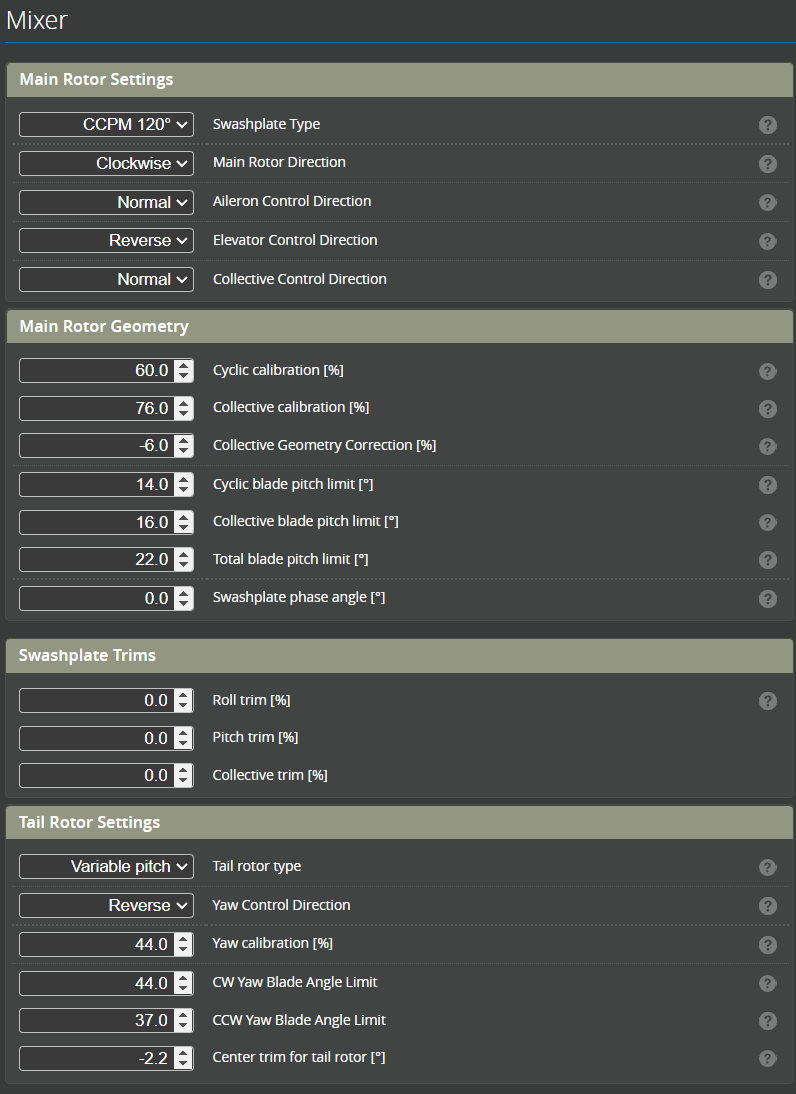 Mixer
Main Rotor Settings
CCPM 120° Swashplate Type ?
Clockwise Main Rotor Direction ?
Normal Aileron Control Direction ?
Reverse Elevator Control Direction ?
Normal Collective Control Direction ?
Main Rotor Geometry
60.0 Cyclic calibration [%] ?
76.0 Collective calibration [%] ?
-6.0 Collective Geometry Correction [%] ?
14.0 Cyclic blade pitch limit [°] ?
16.0 Collective blade pitch limit [°] ?
22.0 Total blade pitch limit [°] ?
0.0 Swashplate phase angle [°] ?
Swashplate Trims
0.0 Roll trim [%] ?
0.0 Pitch trim [%]
0.0 Collective trim [%]
Tail Rotor Settings
Variable pitch Tail rotor type ?
Reverse Yaw Control Direction ?
44.0 Yaw calibration [%] ?
44.0 CW Yaw Blade Angle Limit ?
37.0 CCW Yaw Blade Angle Limit ?
-2.2 Center trim for tail rotor [°] ?